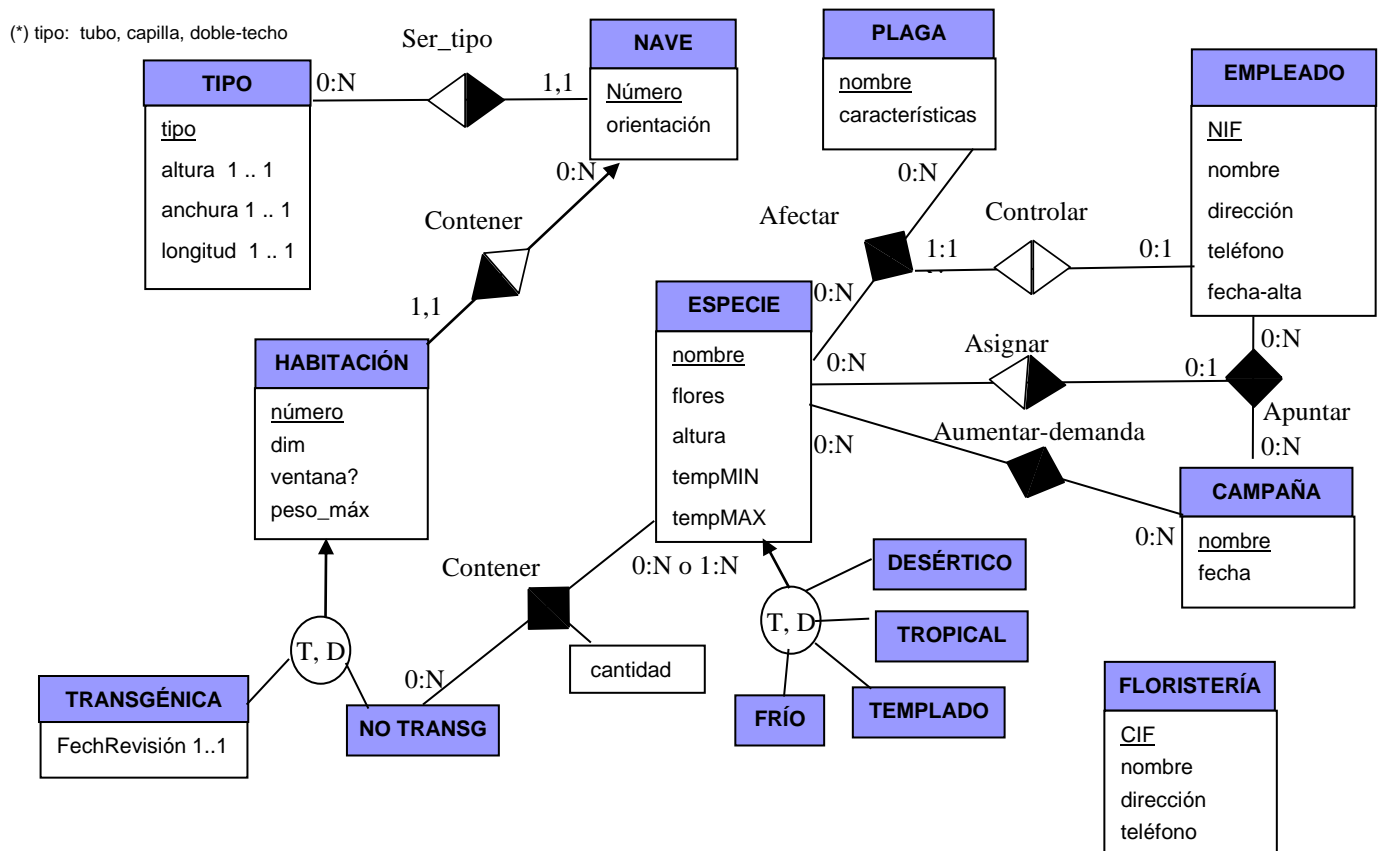 (*) tipo: tubo, capilla, doble-techo
Ser_tipo
NAVE
Número
orientación
PLAGA
nombre
características
EMPLEADO
NIF
nombre
dirección
teléfono
fecha-alta
TIPO
tipo
altura 1 .. 1
anchura 1 .. 1
longitud 1 .. 1
0:N
1,1
0:N
Contener
1,1
0:N
Afectar
Controlar
1:1
0:1
0:N
ESPECIE
nombre
flores
altura
tempMIN
tempMAX
0:N
Asignar
0:1
0:N
Apuntar
0:N
0:N
Aumentar-demanda
0:N
CAMPAÑA
nombre
fecha
HABITACIÓN
número
dim
ventana?
peso_máx
Contener
0:N o 1:N
0:N
cantidad
T, D
TRANSGÉNICA
FechRevisión 1..1
NO TRANSG
T, D
DESÉRTICO
TROPICAL
TEMPLADO
FRÍO
FLORISTERÍA
CIF
nombre
dirección
teléfono